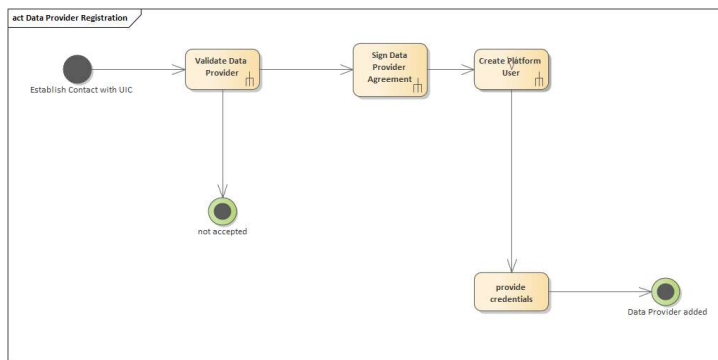 act Data Provider Registration
Establish Contact with UIC
Validate Data
Provider
Sign Data
Provider
Agreement
Create Platform
User
not accepted
provide
credentials
Data Provider added